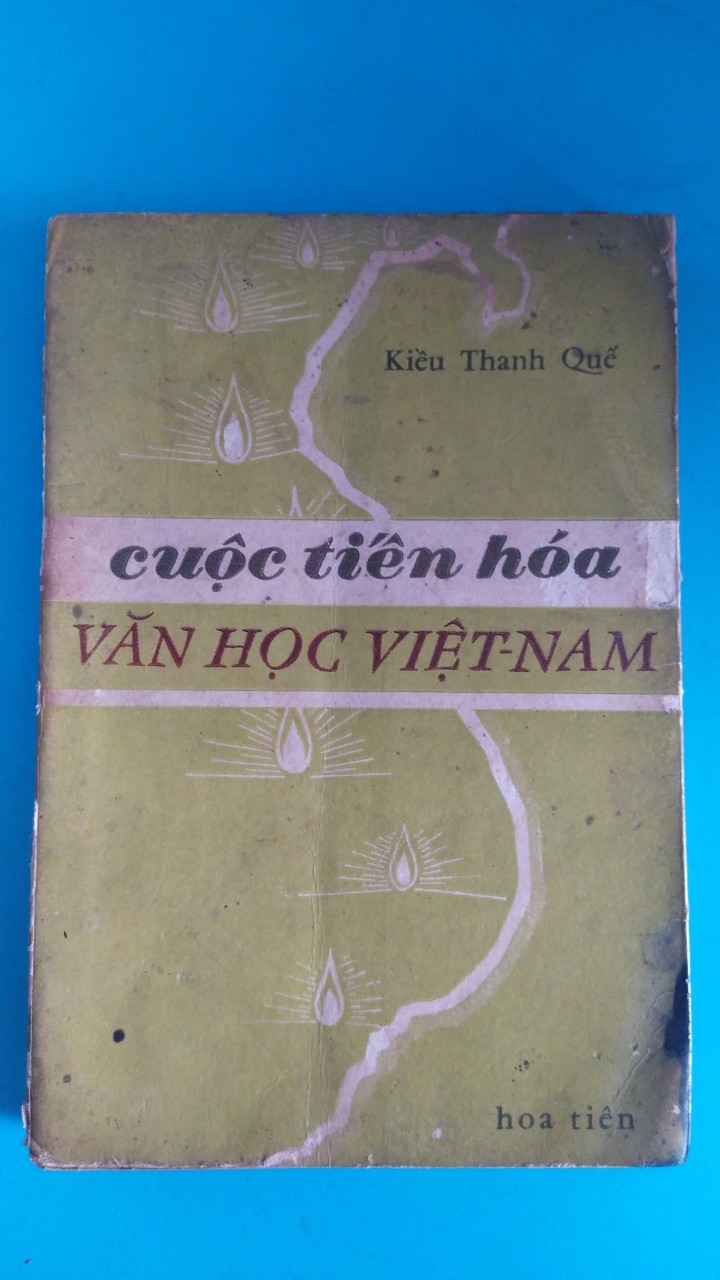 Kiều Thanh Quế
cuộc tiến hóa
VĂN HỌC VIỆT-NAM
hoa tiên